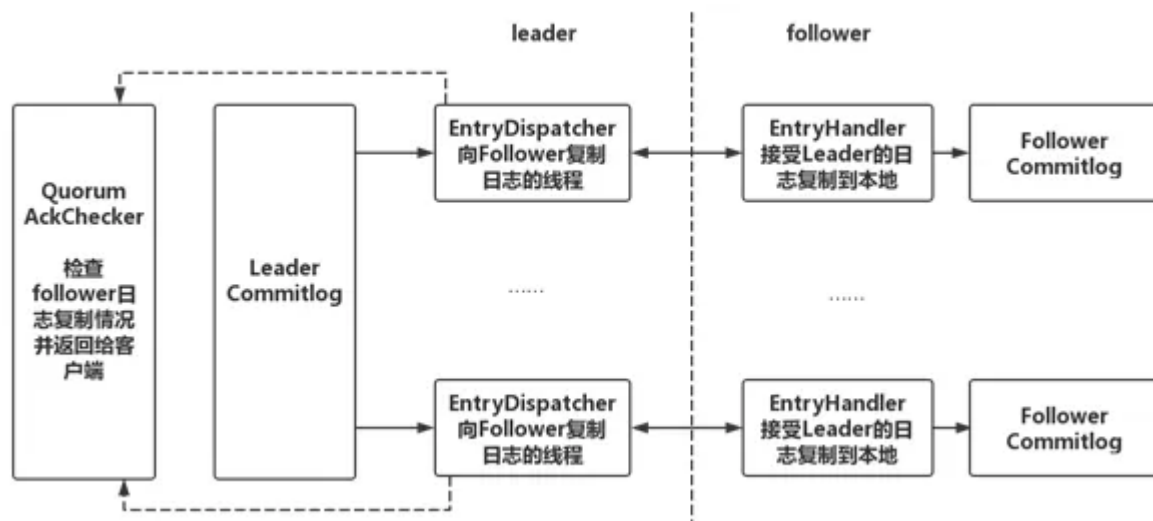 leader
follower
Quorum
AckChecker
检查
follower日
志复制情况
并返回给客
户端
Leader
Commitlog
EntryDispatcher
向Follower复制
日志的线程
EntryHandler
接受Leader的日
志复制到本地
Follower
Commitlog
......
......
EntryDispatcher
向Follower复制
日志的线程
EntryHandler
接受Leader的日
志复制到本地
Follower
Commitlog